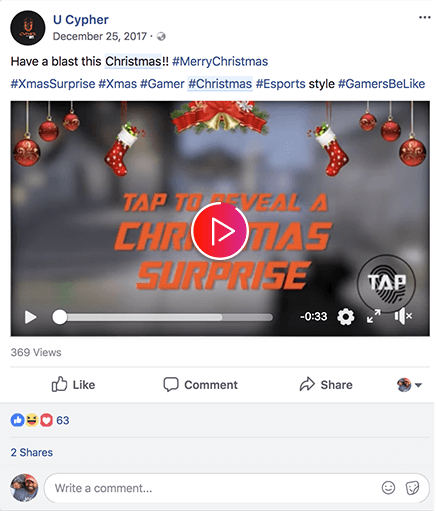 U Cypher
December 25, 2017 ·
Have a blast this Christmas!! #MerryChristmas
#XmasSurprise #Xmas #Gamer #Christmas #Esports style #GamersBeLike
TAP TO REVEAL A
CHRISTMAS
SURPRISE
TAP
-0:33
369 Views
Like Comment Share
63
2 Shares
Write a comment...